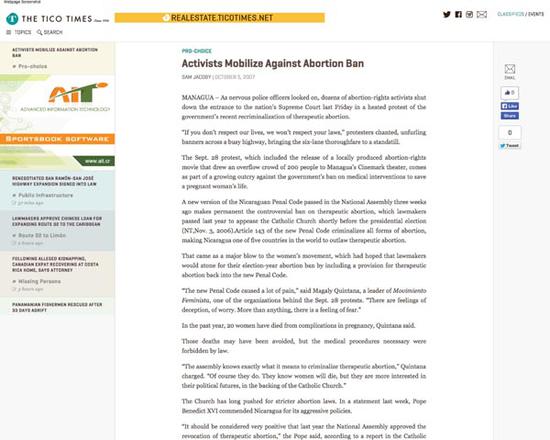 Webpage Screenshot
THE TICO TIMES
REALESTATE.TICOTIMES.NET
CLASSIFIEDS / EVENTS
TOPICS SEARCH
ACTIVISTS MOBILIZE AGAINST ABORTION
BAN
Pro-choice
AIT
ADVANCED INFORMATION TECHNOLOGY
SPORTSBOOK SOFTWARE
www.ait.cr
RENEGOTIATED SAN RAMÓN-SAN JOSÉ
HIGHWAY EXPANSION SIGNED INTO LAW
Public Infrastructure
LAWMAKERS APPROVE CHINESE LOAN FOR
EXPANDING ROUTE 32 TO THE CARIBBEAN
Route 32 to Limón
FOLLOWING ALLEGED KIDNAPPING,
CANADIAN EXPAT RECOVERING AT COSTA
RICA HOME, SAYS ATTORNEY
Missing Persons
PANAMANIAN FISHERMEN RESCUED AFTER
PRO-CHOICE
Activists Mobilize Against Abortion Ban
SAM JACOBY | OCTOBER 5, 2007
MANAGUA – As nervous police officers looked on, dozens of abortion-rights activists shut
down the entrance to the nation's Supreme Court last Friday in a heated protest of the
government's recent recriminalization of therapeutic abortion.
"If you don't respect our lives, we won't respect your laws," protesters chanted, unfurling
banners across a busy highway, bringing the six-lane thoroughfare to a standstill.
The Sept. 28 protest, which included the release of a locally produced abortion-rights
movie that drew an overflow crowd of 200 people to Managua's Cinemark theater, comes
as part of a growing outcry against the government's ban on medical interventions to save
a pregnant woman's life.
A new version of the Nicaraguan Penal Code passed in the National Assembly three weeks
ago makes permanent the controversial ban on therapeutic abortion, which lawmakers
passed last year to appease the Catholic Church shortly before the presidential election
(NT,Nov. 3, 2006).Article 143 of the new Penal Code criminalizes all forms of abortion,
making Nicaragua one of five countries in the world to outlaw therapeutic abortion.
That came as a major blow to the women's movement, which had hoped that lawmakers
would atone for their election-year abortion ban by including a provision for therapeutic
abortion back into the new Penal Code.
"The new Penal Code caused a lot of pain," said Magaly Quintana, a leader of Movimiento
Feminista, one of the organizations behind the Sept. 28 protests. "There are feelings of
deception, of worry. More than anything, there is a feeling of fear."
In the past year, 20 women have died from complications in pregnancy, Quintana said.
Those deaths may have been avoided, but the medical procedures necessary were
forbidden by law.
"The assembly knows exactly what it means to criminalize therapeutic abortion," Quintana
charged. "Of course they do. They know women will die, but they are more interested in
their political futures, in the backing of the Catholic Church."
The Church has long pushed for stricter abortion laws. In a statement last week, Pope
Benedict XVI commended Nicaragua for its aggressive policies.
"It should be considered very positive that last year the National Assembly approved the
revocation of therapeutic abortion," the Pope said, according to a report in the Catholic
EMAIL
Like
Share
0
Tweet